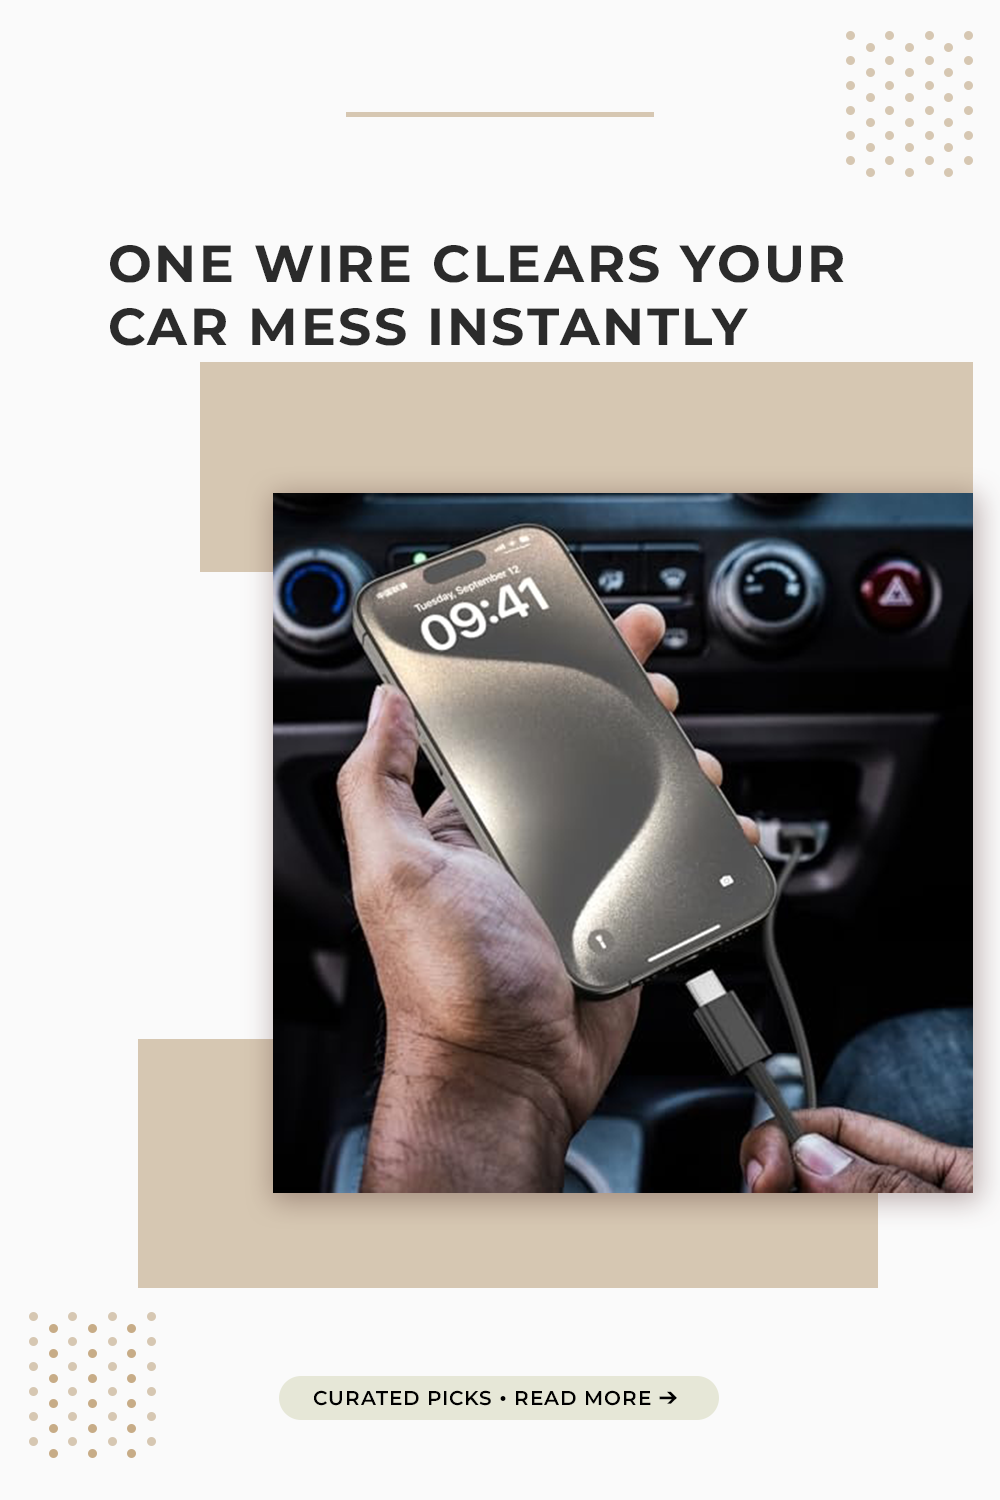 ONE WIRE CLEARS YOUR
CAR MESS INSTANTLY
Tuesday, September 12
09:41
CURATED PICKS • READ MORE ➔